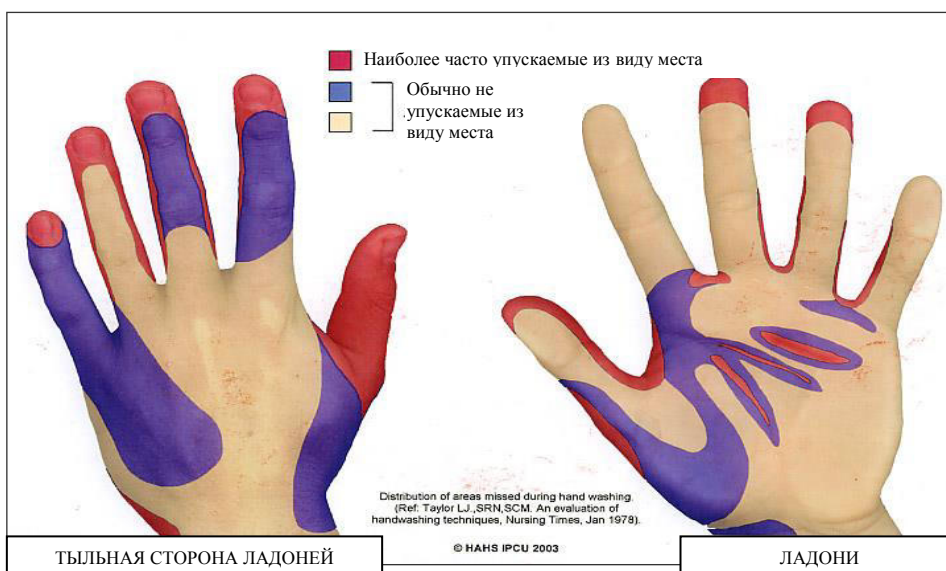 Наиболее часто упускаемые из виду места
Обычно не
.упускаемые из
виду места
Distribution of areas missed during hand washing.
(Ref: Taylor LJ.,SRN,SCM. An evaluation of
handwashing techniques, Nursing Times, Jan 1978).
© HAHS IPCU 2003
ТЫЛЬНАЯ СТОРОНА ЛАДОНЕЙ
ЛАДОНИ